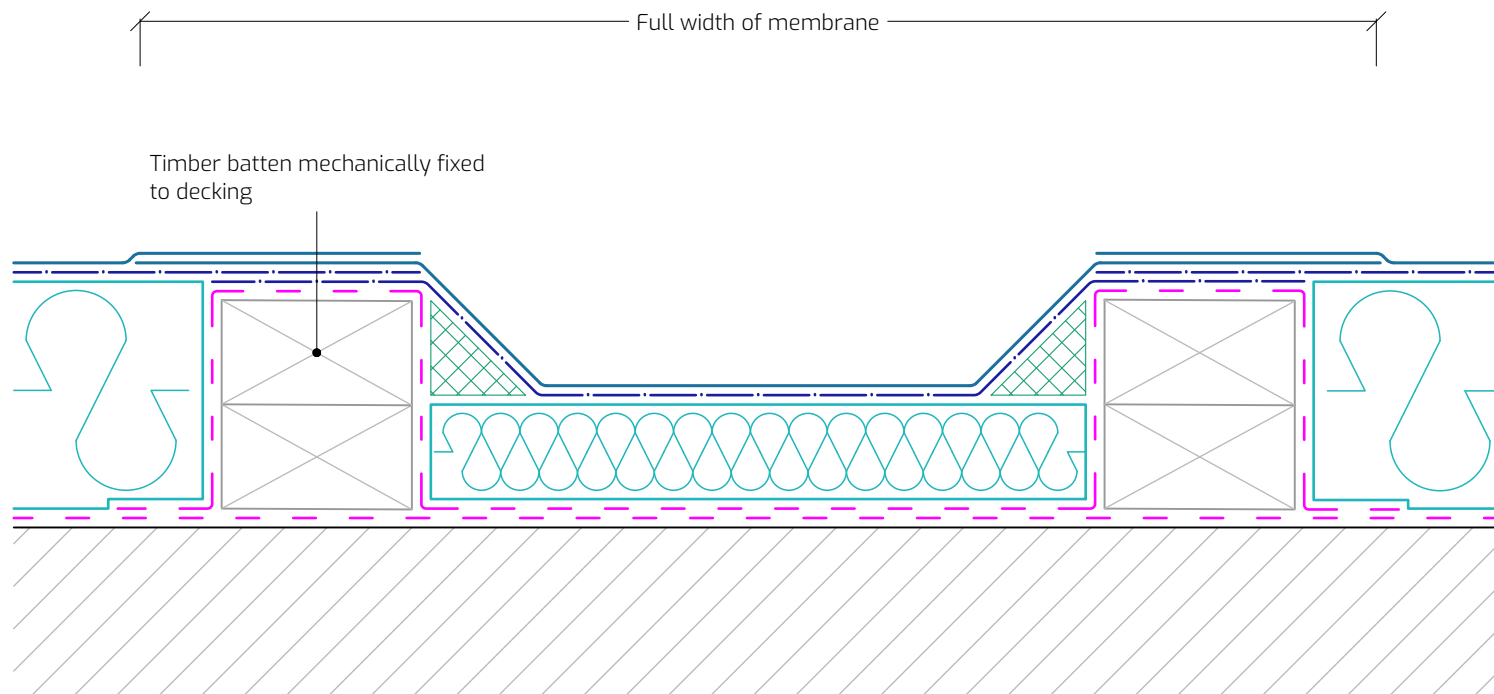 Full width of membrane
Timber batten mechanically fixed
to decking